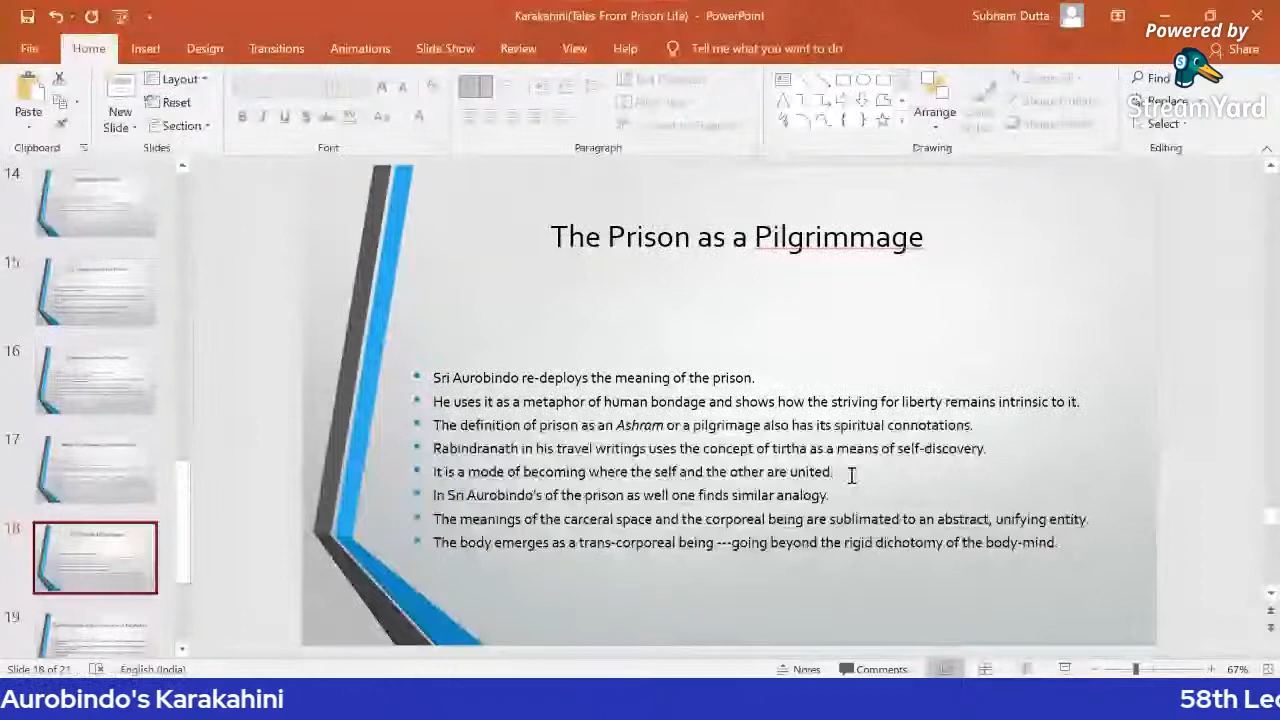 Karakahini(Tales From Prison Life) - PowerPoint
Subham Dutta
Powered by
StreamYard
File Home Insert Design Transitions Animations Slide Show Review View Help Tell me what you want to do Share
Paste
New
Slide
Layout
Reset
Section
Arrange
Find
Replace
Select
Clipboard Slides Font Paragraph Drawing Editing
14
15
16
17
18
19
The Prison as a Pilgrimmage
Sri Aurobindo re-deploys the meaning of the prison.
He uses it as a metaphor of human bondage and shows how the striving for liberty remains intrinsic to it.
The definition of prison as an Ashram or a pilgrimage also has its spiritual connotations.
Rabindranath in his travel writings uses the concept of tirtha as a means of self-discovery.
It is a mode of becoming where the self and the other are united.
In Sri Aurobindo's of the prison as well one finds similar analogy.
The meanings of the carceral space and the corporeal being are sublimated to an abstract, unifying entity.
The body emerges as a trans-corporeal being ---going beyond the rigid dichotomy of the body-mind.
Slide 18 of 21 English (India) Notes Comments 67%
Aurobindo's Karakahini 58th Lec